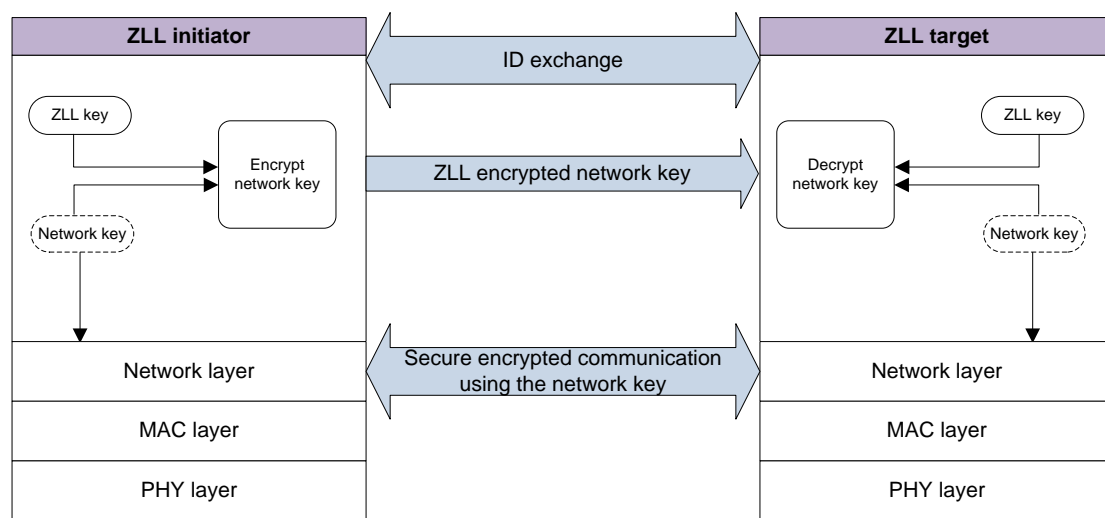 ZLL initiator
ID exchange
ZLL target
ZLL key
Encrypt
network key
Network key
ZLL encrypted network key
ZLL key
Decrypt
network key
Network key
Network layer
MAC layer
PHY layer
Secure encrypted communication
using the network key
Network layer
MAC layer
PHY layer